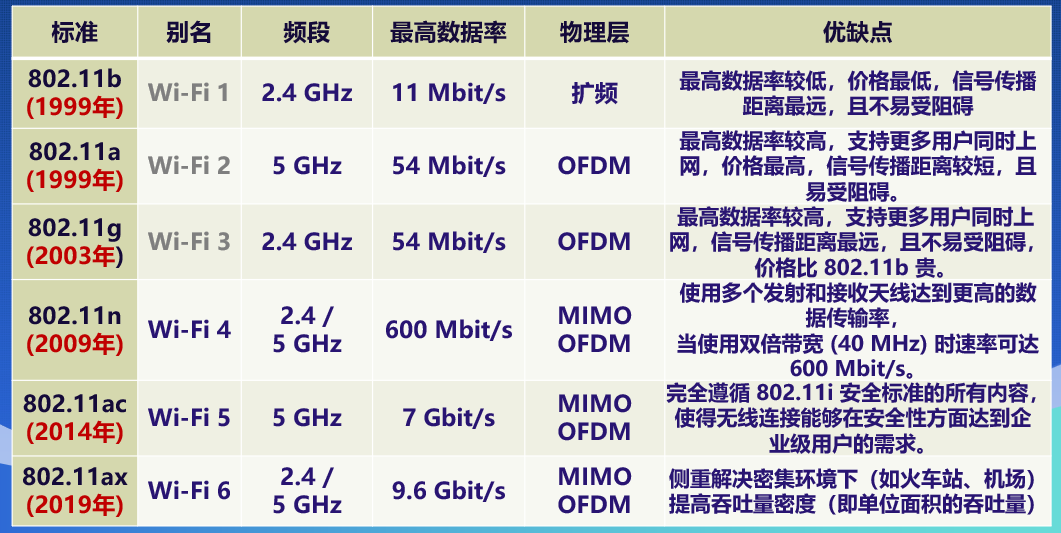 标准 别名 频段 最高数据率 物理层 优缺点
802.11b
(1999年)
Wi-Fi 1
2.4 GHz
11 Mbit/s
扩频
最高数据率较低，价格最低，信号传播
距离最远，且不易受阻碍
802.11a
(1999年)
Wi-Fi 2
5 GHz
54 Mbit/s
OFDM
最高数据率较高，支持更多用户同时上
网，价格最高，信号传播距离较短，且
易受阻碍。
802.11g
(2003年)
Wi-Fi 3
2.4 GHz
54 Mbit/s
OFDM
最高数据率较高，支持更多用户同时上
网，信号传播距离最远，且不易受阻碍，
价格比 802.11b 贵。
802.11n
(2009年)
Wi-Fi 4
2.4 /
5 GHz
600 Mbit/s
MIMO
OFDM
使用多个发射和接收天线达到更高的数
据传输率，
当使用双倍带宽 (40 MHz) 时速率可达
600 Mbit/s。
802.11ac
(2014年)
Wi-Fi 5
5 GHz
7 Gbit/s
MIMO
OFDM
完全遵循 802.11i 安全标准的所有内容，
使得无线连接能够在安全性方面达到企
业级用户的需求。
802.11ax
(2019年)
Wi-Fi 6
2.4 /
5 GHz
9.6 Gbit/s
MIMO
OFDM
侧重解决密集环境下（如火车站、机场）
提高吞吐量密度（即单位面积的吞吐量）